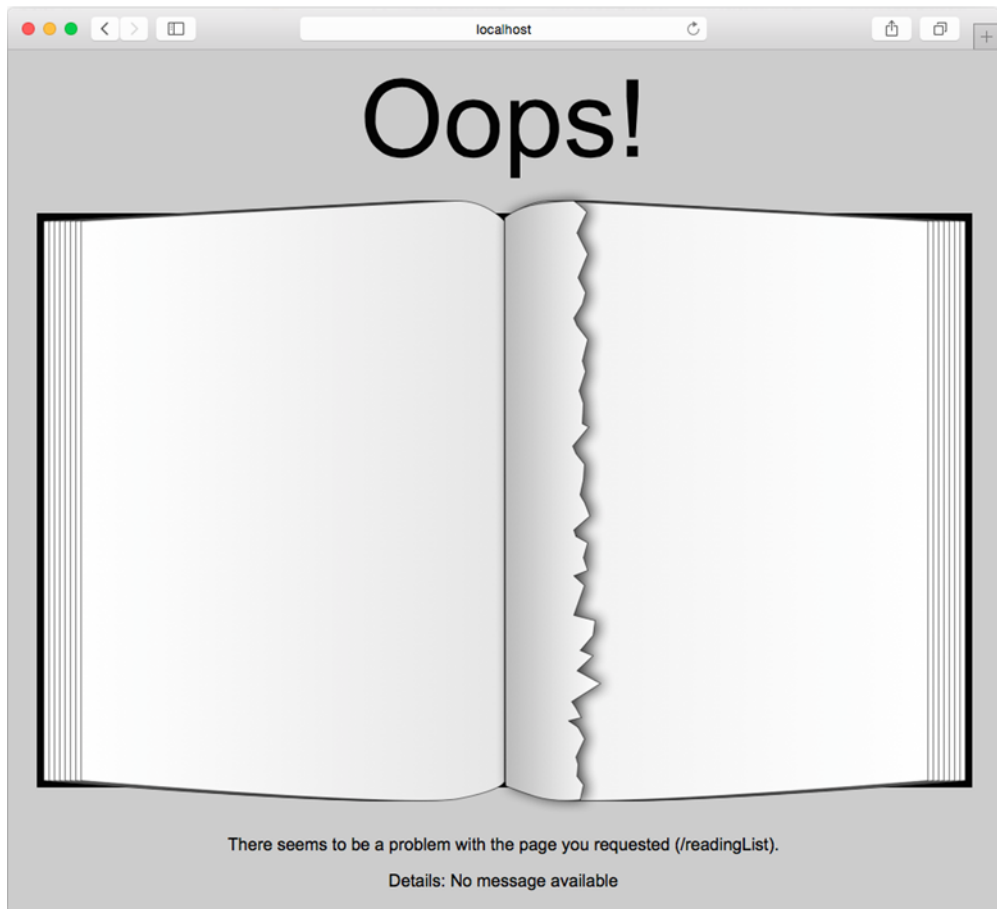 localhost
Oops!
There seems to be a problem with the page you requested (/readingList).
Details: No message available